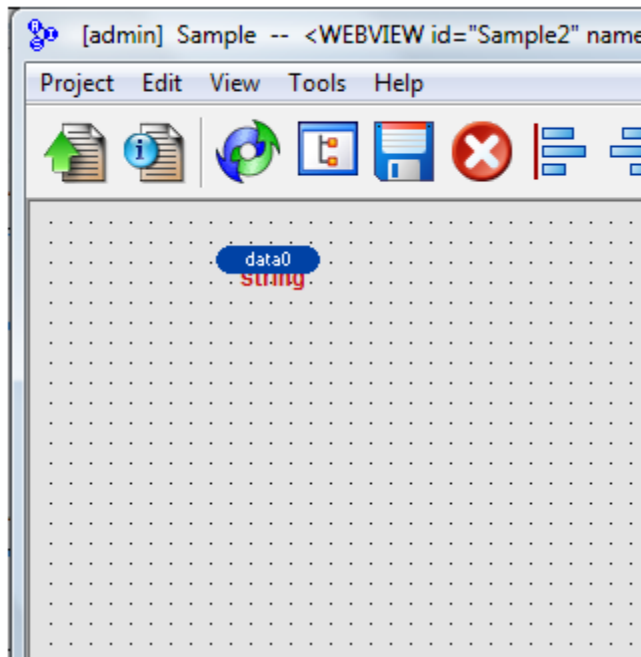 [admin] Sample -- <WEBVIEW id="Sample2" name
Project Edit View Tools Help
data0
string